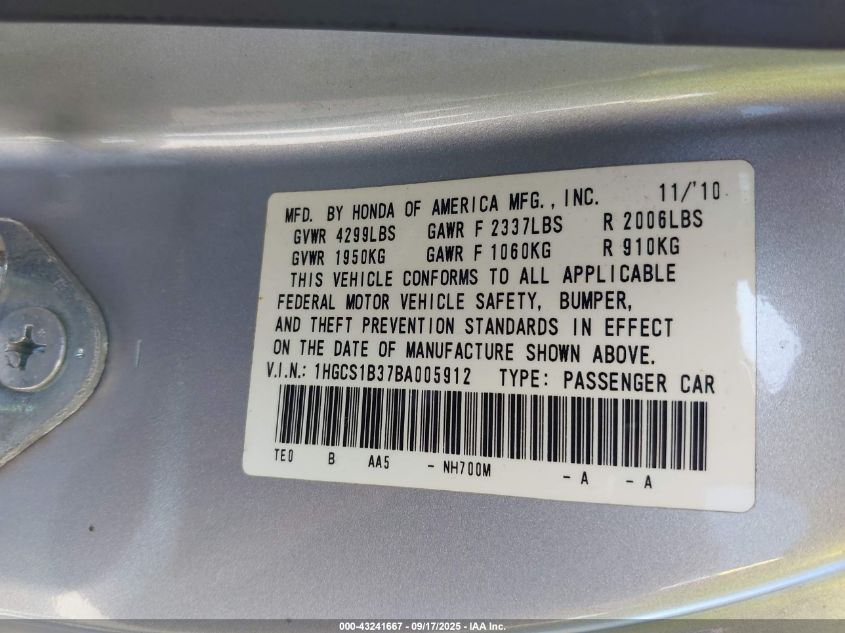 MFD. BY HONDA OF AMERICA MFG., INC. 11/'10
GVWR 4299LBS GAWR F 2337LBS R 2006LBS
GVWR 1950KG GAWR F 1060KG R 910KG
THIS VEHICLE CONFORMS TO ALL APPLICABLE
FEDERAL MOTOR VEHICLE SAFETY, BUMPER,
AND THEFT PREVENTION STANDARDS IN EFFECT
ON THE DATE OF MANUFACTURE SHOWN ABOVE.
V.I.N.: 1HGCS1B37BA005912 TYPE: PASSENGER CAR
TE0 B AA5 - NH700M - A - A
000-43241667 - 09/17/2025 - IAA Inc.